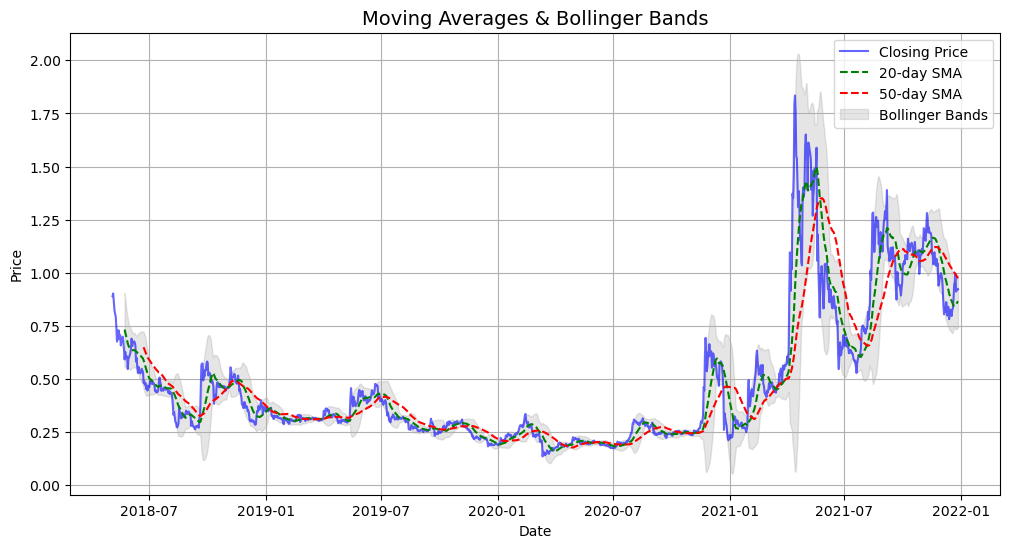 Moving Averages & Bollinger Bands
Closing Price
20-day SMA
50-day SMA
Bollinger Bands
Price
2.00
1.75
1.50
1.25
1.00
0.75
0.50
0.25
0.00
2018-07
2019-01
2019-07
2020-01
2020-07
2021-01
2021-07
2022-01
Date